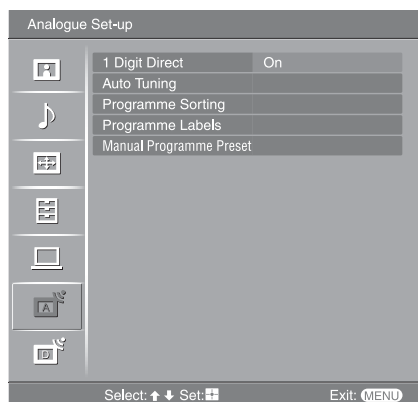 Analogue Set-up
1 Digit Direct On
Auto Tuning
Programme Sorting
Programme Labels
Manual Programme Preset
A
D
Select: Set: Exit: MENU